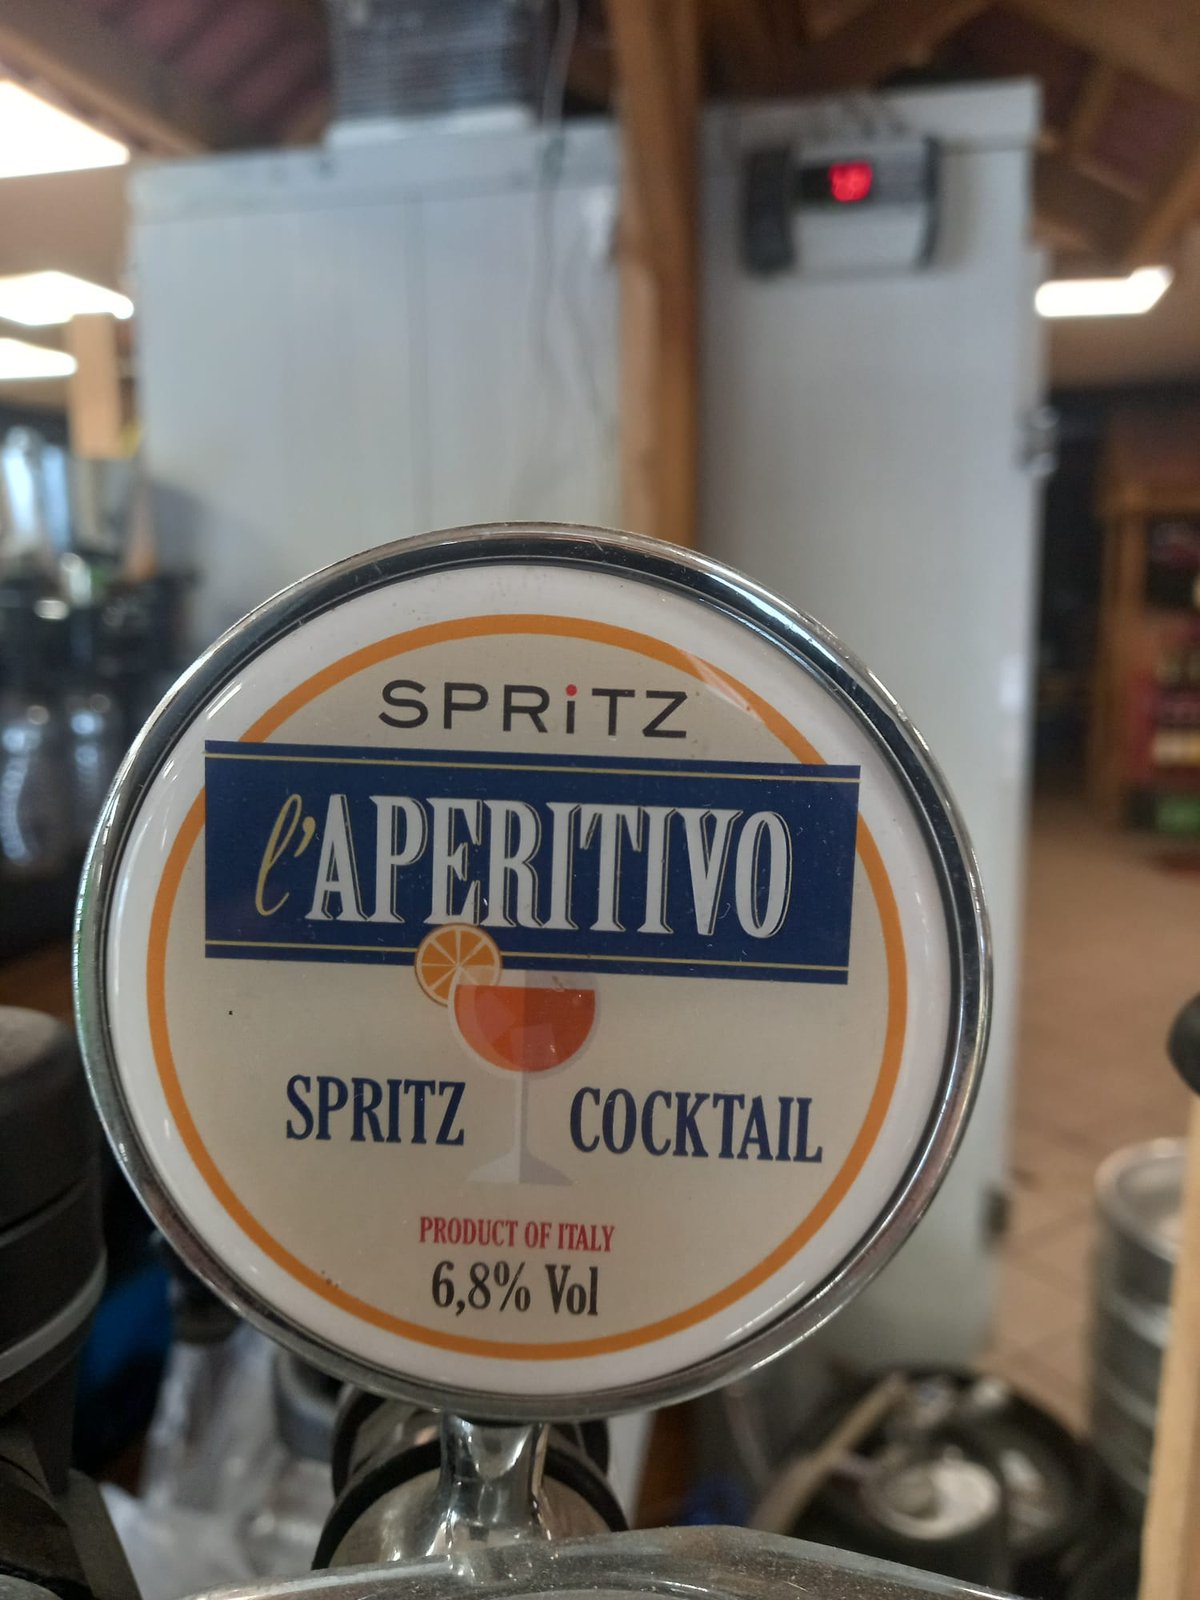 SPRiTZ
l'APERITIVO
SPRITZ COCKTAIL
PRODUCT OF ITALY
6,8% Vol